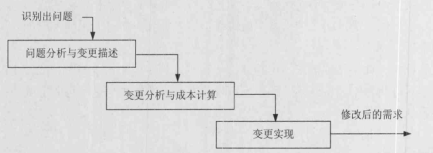 识别出问题
问题分析与变更描述
变更分析与成本计算
修改后的需求
变更实现